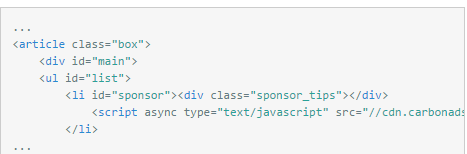 ...
<article class="box">
    <div id="main">
    <ul id="list">
        <li id="sponsor"><div class="sponsor_tips"></div>
            <script async type="text/javascript" src="//cdn.carbonads
        </li>
...